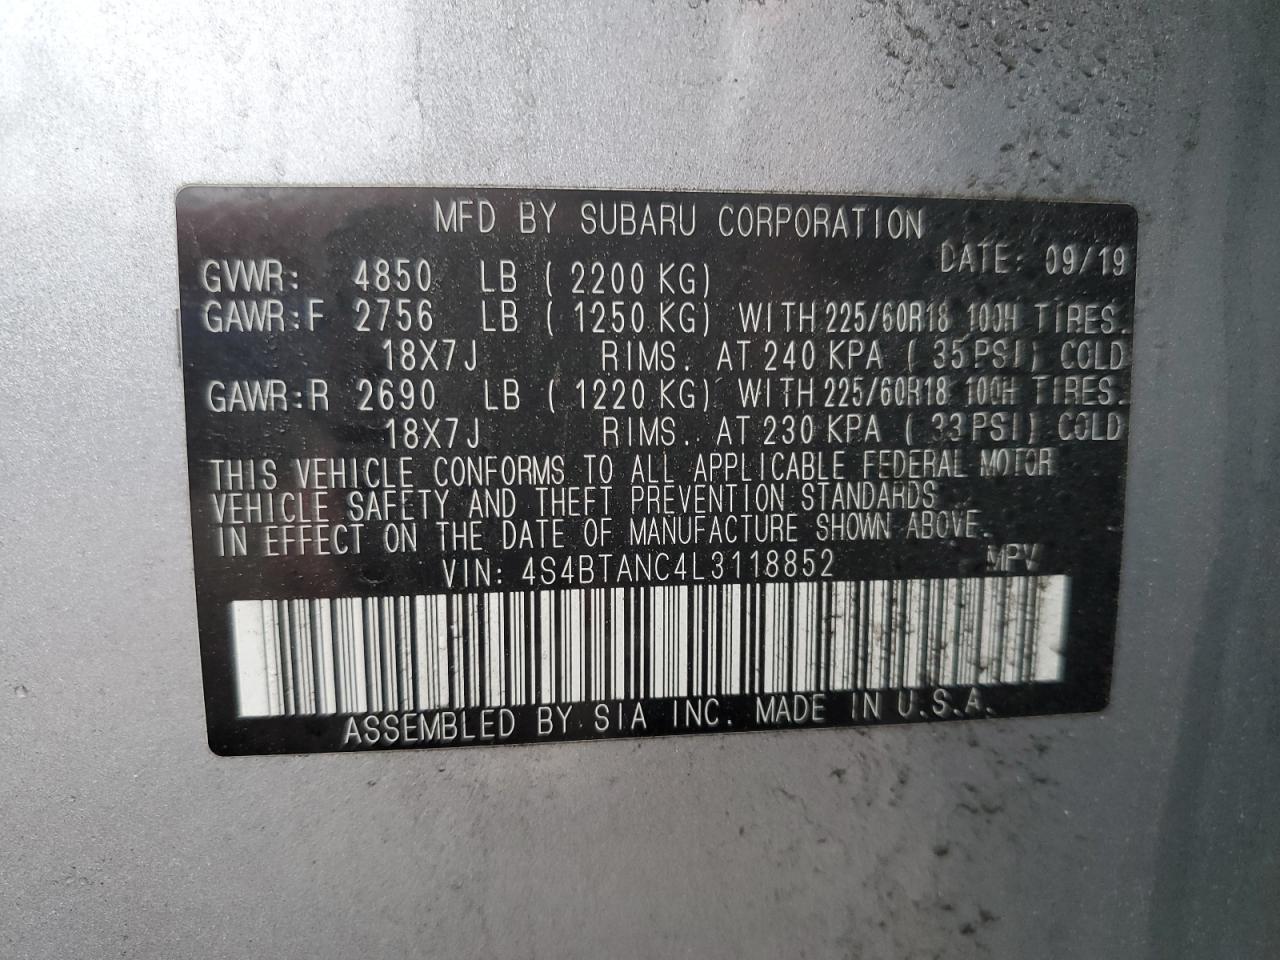 MFD BY SUBARU CORPORATION
DATE: 09/19
GVWR: 4850 LB ( 2200 KG)
GAWR:F 2756 LB ( 1250 KG) WITH 225/60R18 100H TIRES.
18X7J RIMS. AT 240 KPA ( 35 PSI) COLD
GAWR:R 2690 LB ( 1220 KG) WITH 225/60R18 100H TIRES.
18X7J RIMS. AT 230 KPA ( 33 PSI) COLD
THIS VEHICLE CONFORMS TO ALL APPLICABLE FEDERAL MOTOR
VEHICLE SAFETY AND THEFT PREVENTION STANDARDS
IN EFFECT ON THE DATE OF MANUFACTURE SHOWN ABOVE.
VIN: 4S4BTANC4L3118852 MPV
ASSEMBLED BY SIA INC. MADE IN U.S.A.